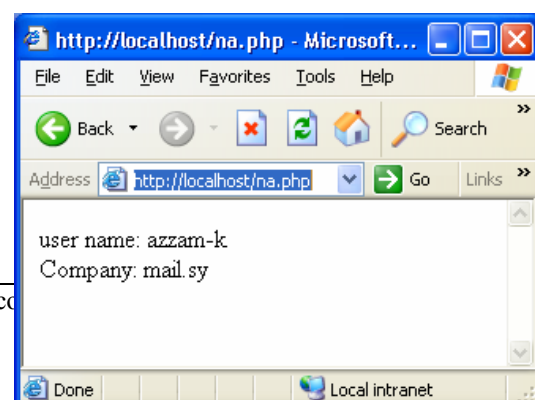 http://localhost/na.php - Microsoft...
File Edit View Favorites Tools Help
Back Search »
Address http://localhost/na.php Go Links »
user name: azzam-k
Company: mail.sy
co
Done Local intranet